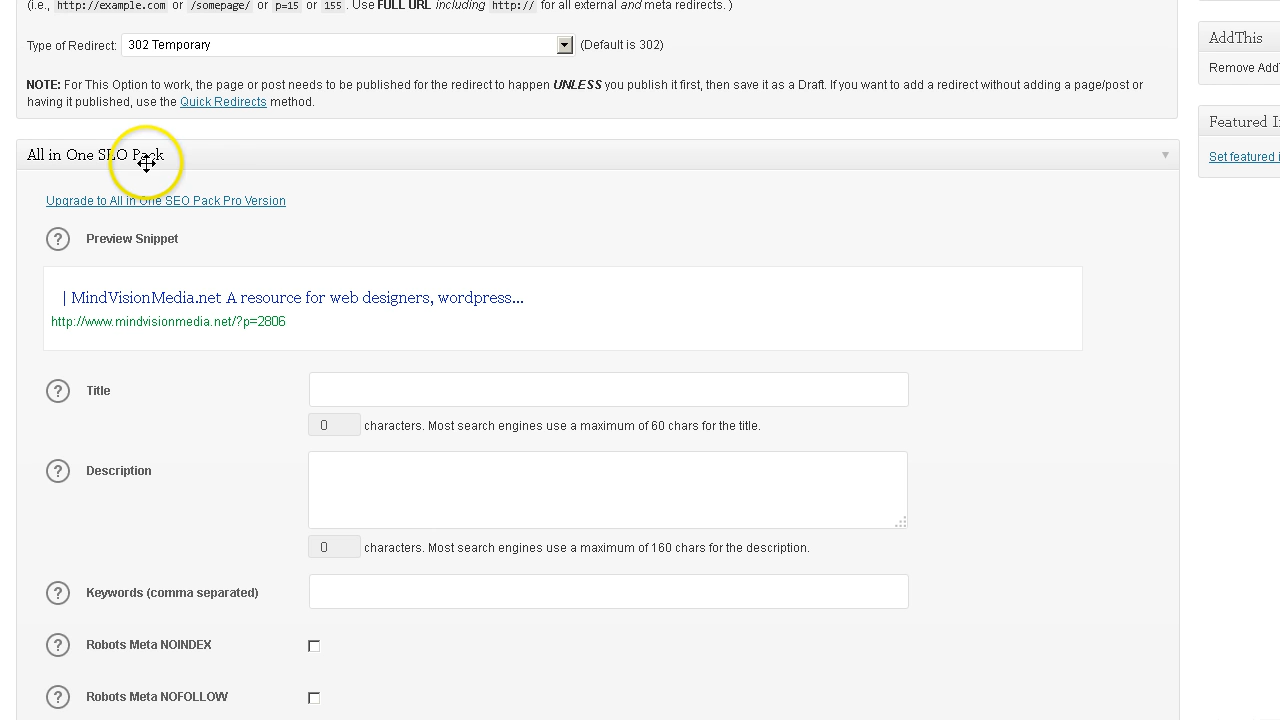 (i.e., http://example.com or /somepage/ or p=15 or 155 . Use FULL URL including http:// for all external and meta redirects. )
Type of Redirect: 302 Temporary (Default is 302)
NOTE: For This Option to work, the page or post needs to be published for the redirect to happen UNLESS you publish it first, then save it as a Draft. If you want to add a redirect without adding a page/post or
having it published, use the Quick Redirects method.
All in One SEO Pack
Upgrade to All in One SEO Pack Pro Version
Preview Snippet
| MindVisionMedia.net A resource for web designers, wordpress...
http://www.mindvisionmedia.net/?p=2806
Title
0 characters. Most search engines use a maximum of 60 chars for the title.
Description
0 characters. Most search engines use a maximum of 160 chars for the description.
Keywords (comma separated)
Robots Meta NOINDEX
Robots Meta NOFOLLOW
AddThis
Remove Add
Featured
Set featured